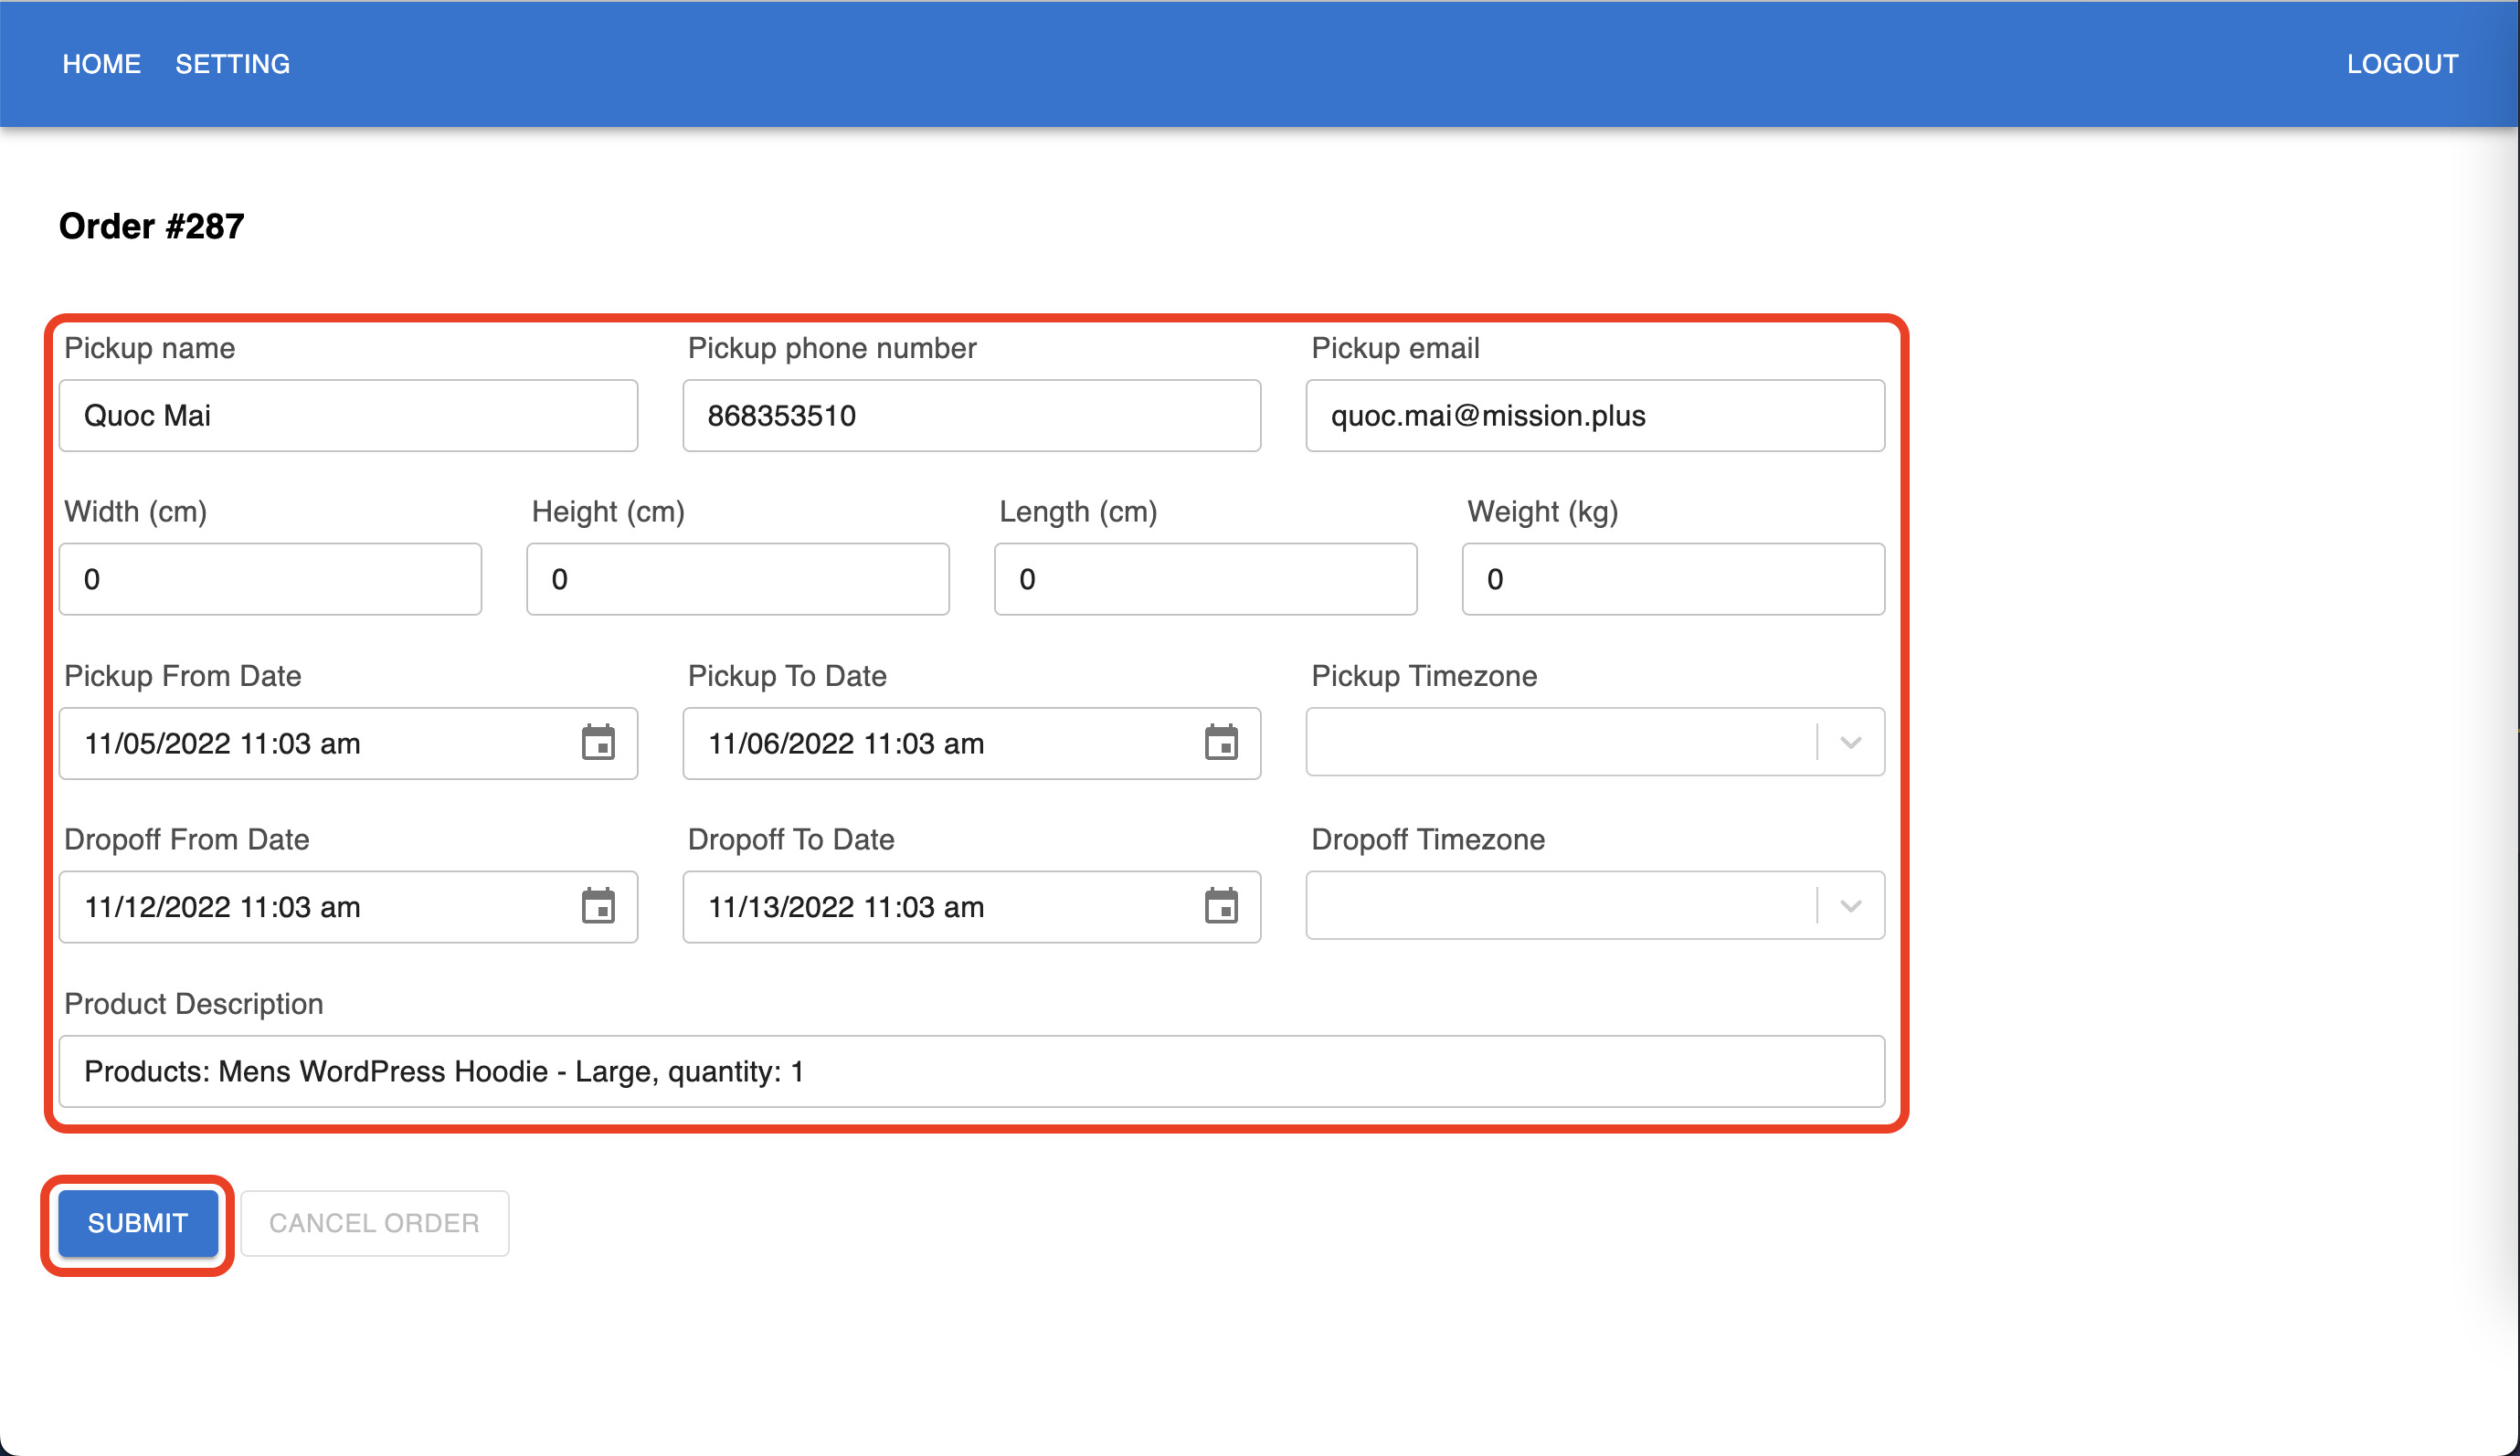 HOME SETTING LOGOUT
Order #287
Pickup name Pickup phone number Pickup email
Quoc Mai 868353510 quoc.mai@mission.plus
Width (cm) Height (cm) Length (cm) Weight (kg)
0 0 0 0
Pickup From Date Pickup To Date Pickup Timezone
11/05/2022 11:03 am 11/06/2022 11:03 am
Dropoff From Date Dropoff To Date Dropoff Timezone
11/12/2022 11:03 am 11/13/2022 11:03 am
Product Description
Products: Mens WordPress Hoodie - Large, quantity: 1
SUBMIT CANCEL ORDER